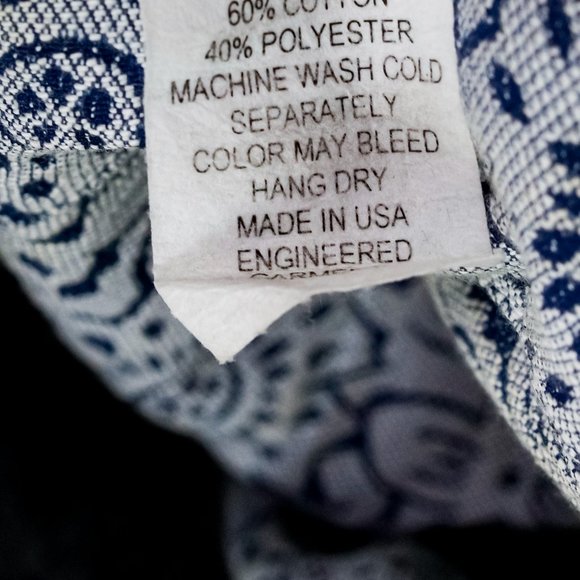 60% COTTON
40% POLYESTER
MACHINE WASH COLD
SEPARATELY
COLOR MAY BLEED
HANG DRY
MADE IN USA
ENGINEERED